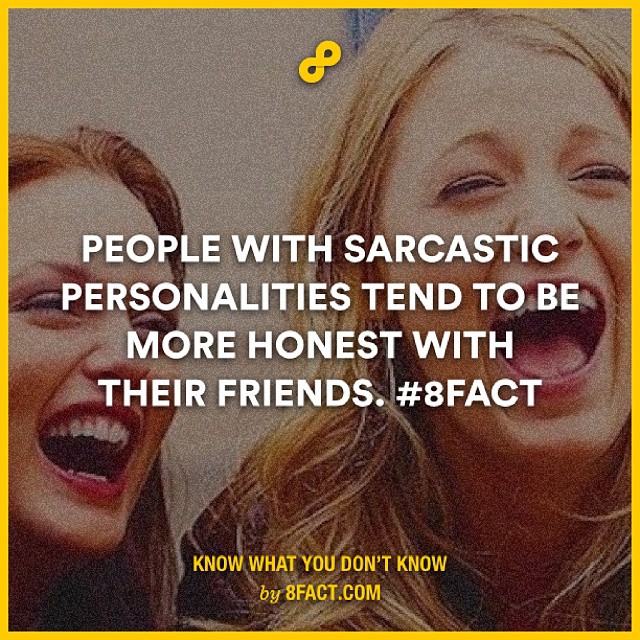 PEOPLE WITH SARCASTIC
PERSONALITIES TEND TO BE
MORE HONEST WITH
THEIR FRIENDS. #8FACT
KNOW WHAT YOU DON'T KNOW
by 8FACT.COM